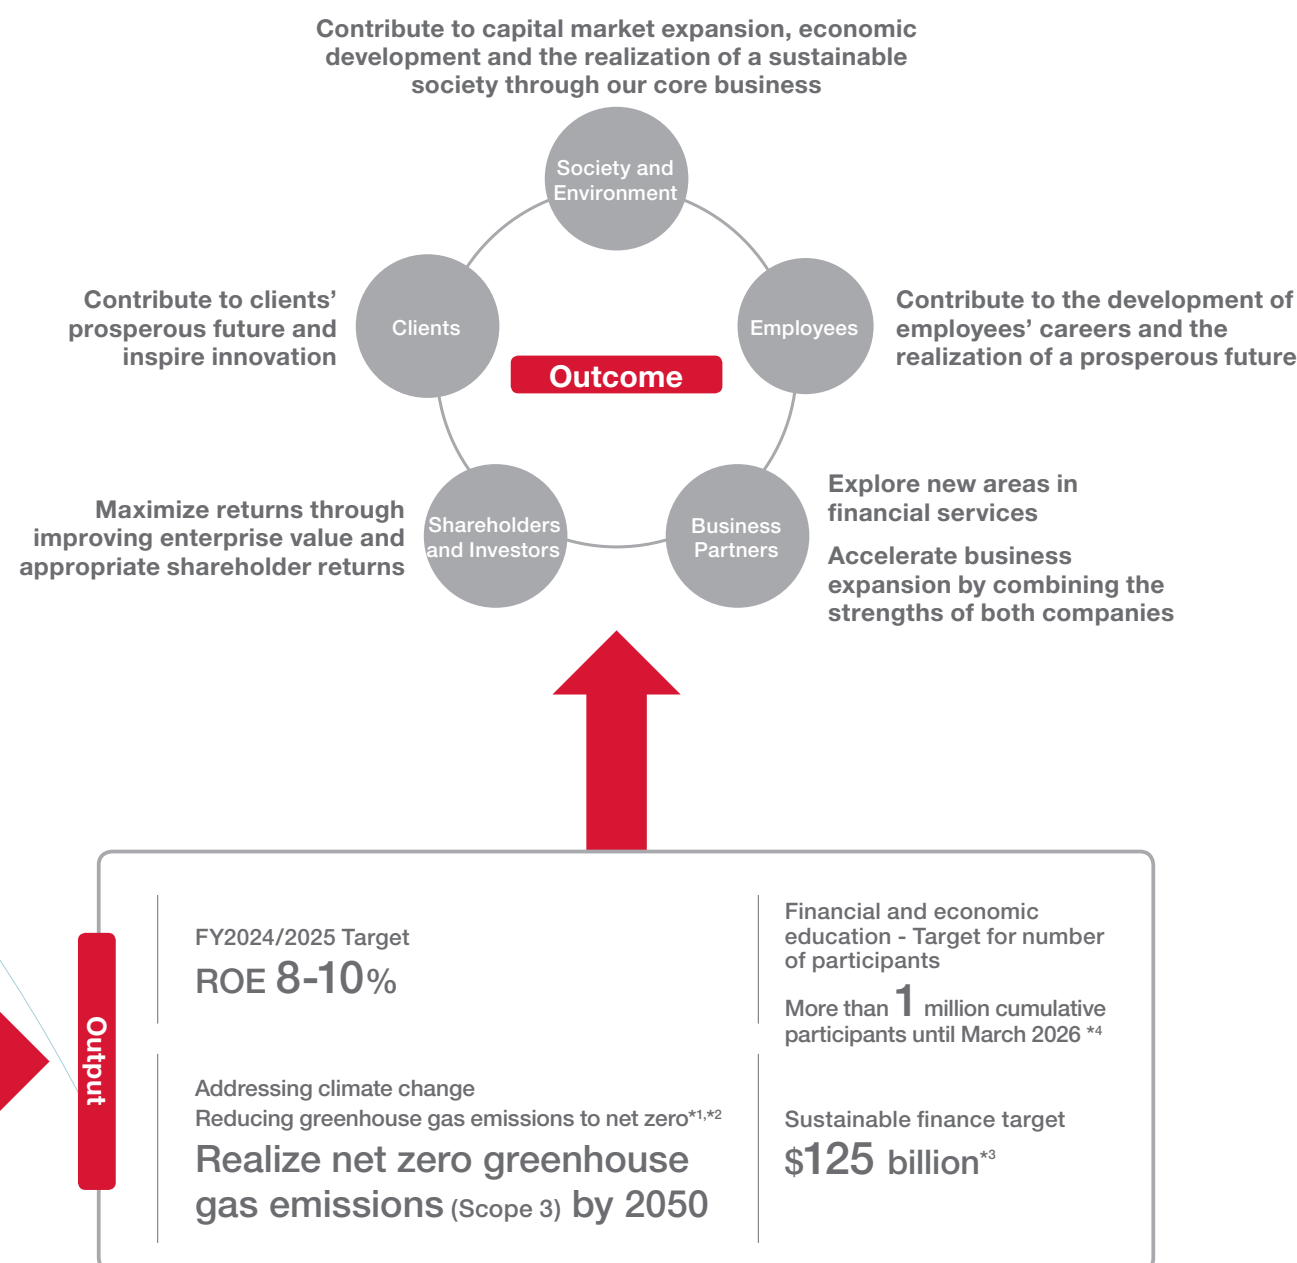 Contribute to capital market expansion, economic
development and the realization of a sustainable
society through our core business
Society and
Environment
Contribute to clients’
prosperous future and
inspire innovation
Clients
Employees
Contribute to the development of
employees’ careers and the
realization of a prosperous future
Outcome
Maximize returns through
improving enterprise value and
appropriate shareholder returns
Shareholders
and Investors
Business
Partners
Explore new areas in
financial services
Accelerate business
expansion by combining the
strengths of both companies
Output
FY2024/2025 Target
ROE 8-10%
Financial and economic
education - Target for number
of participants
More than 1 million cumulative
participants until March 2026 *4
Addressing climate change
Reducing greenhouse gas emissions to net zero*1,*2
Realize net zero greenhouse
gas emissions (Scope 3) by 2050
Sustainable finance target
$125 billion*3